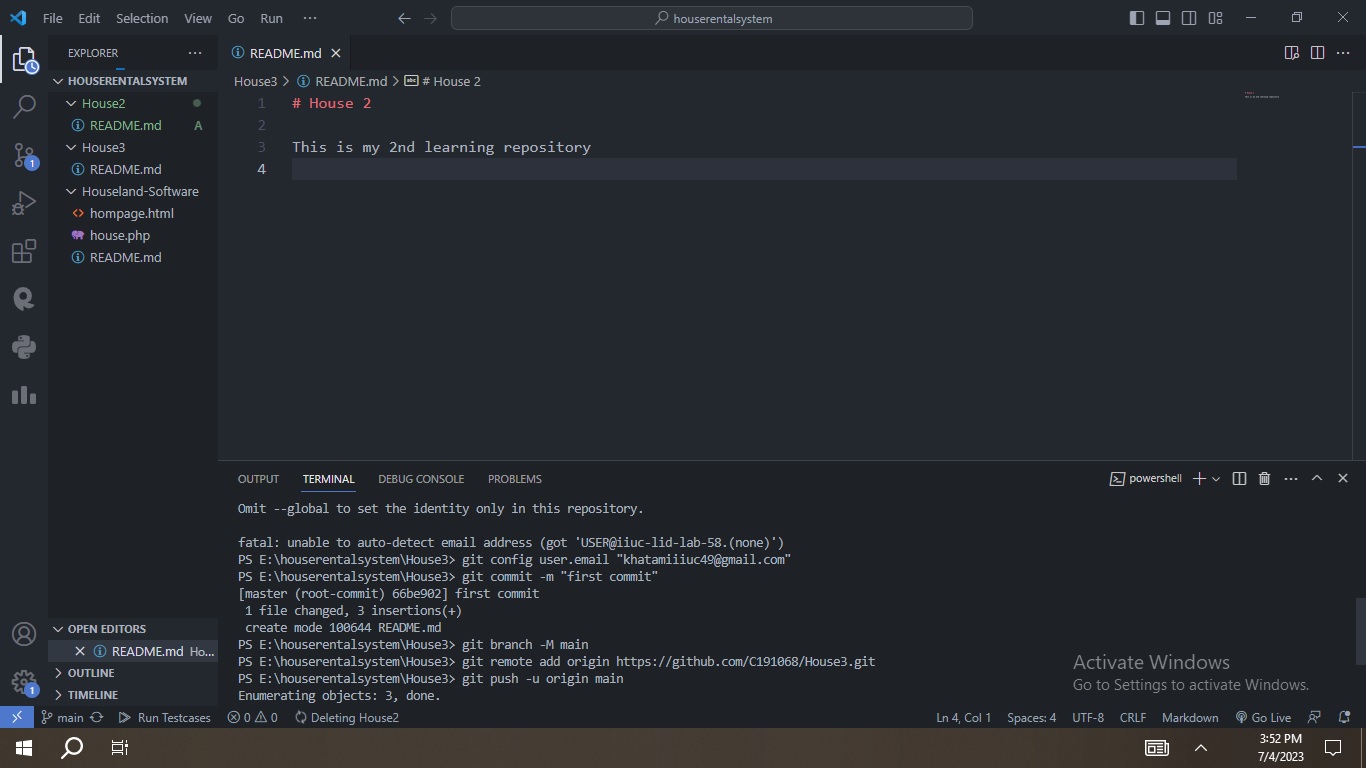 File Edit Selection View Go Run ···
houserentalsystem
EXPLORER
README.md
HOUSERENTALSYSTEM
House2
README.md A
House3
README.md
Houseland-Software
hompage.html
house.php
README.md
House3 > README.md > # House 2
1 # House 2
2
3 This is my 2nd learning repository
4
OUTPUT TERMINAL DEBUG CONSOLE PROBLEMS
powershell
Omit --global to set the identity only in this repository.
fatal: unable to auto-detect email address (got 'USER@iiuc-lid-lab-58.(none)')
PS E:\houserentalsystem\House3> git config user.email "khatamiiiuc49@gmail.com"
PS E:\houserentalsystem\House3> git commit -m "first commit"
[master (root-commit) 66be902] first commit
1 file changed, 3 insertions(+)
create mode 100644 README.md
PS E:\houserentalsystem\House3> git branch -M main
PS E:\houserentalsystem\House3> git remote add origin https://github.com/C191068/House3.git
PS E:\houserentalsystem\House3> git push -u origin main
Enumerating objects: 3, done.
1
1
OPEN EDITORS
README.md Ho...
OUTLINE
TIMELINE
Activate Windows
Go to Settings to activate Windows.
main Run Testcases 0 0 Deleting House2
Ln 4, Col 1 Spaces: 4 UTF-8 CRLF Markdown Go Live
3:52 PM
7/4/2023